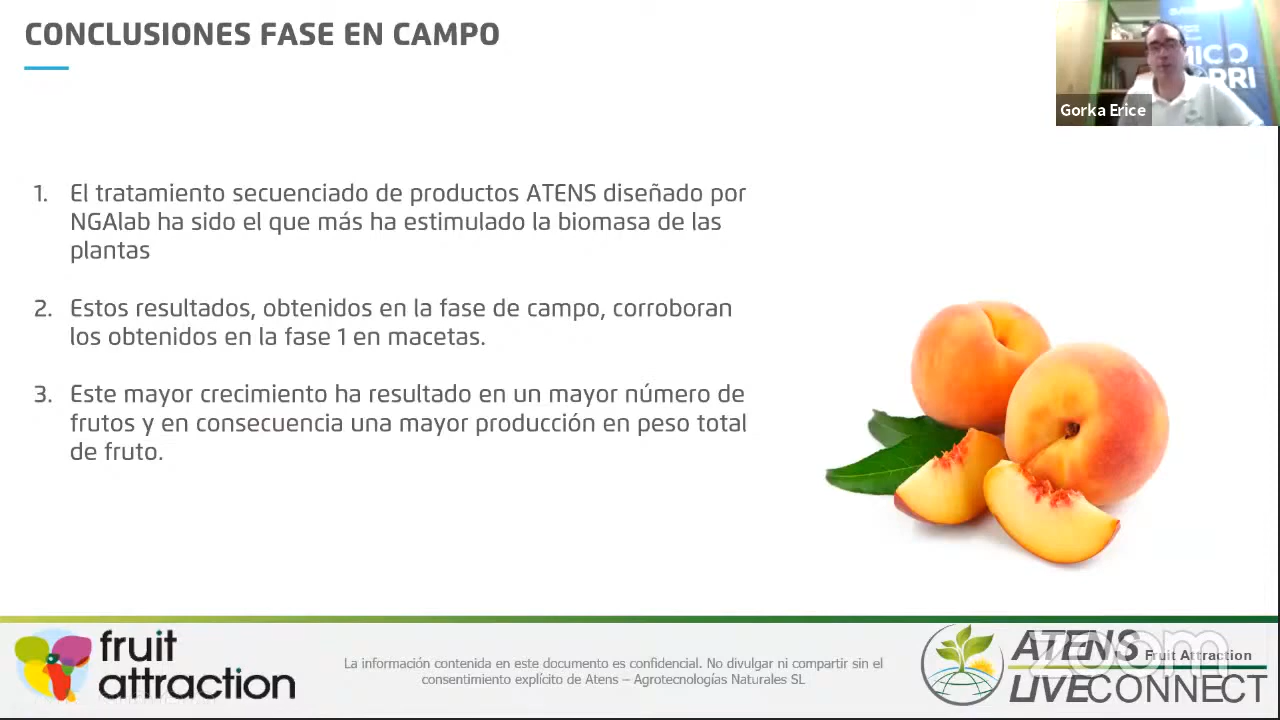 CONCLUSIONES FASE EN CAMPO
MICO
RRI
Gorka Erice
1. El tratamiento secuenciado de productos ATENS diseñado por
NGAlab ha sido el que más ha estimulado la biomasa de las
plantas
2. Estos resultados, obtenidos en la fase de campo, corroboran
los obtenidos en la fase 1 en macetas.
3. Este mayor crecimiento ha resultado en un mayor número de
frutos y en consecuencia una mayor producción en peso total
de fruto.
fruit
attraction
La información contenida en este documento es confidencial. No divulgar ni compartir sin el
consentimiento explícito de Atens – Agrotecnologías Naturales SL
ATENS Fruit Attraction
zoom
LIVECONNECT